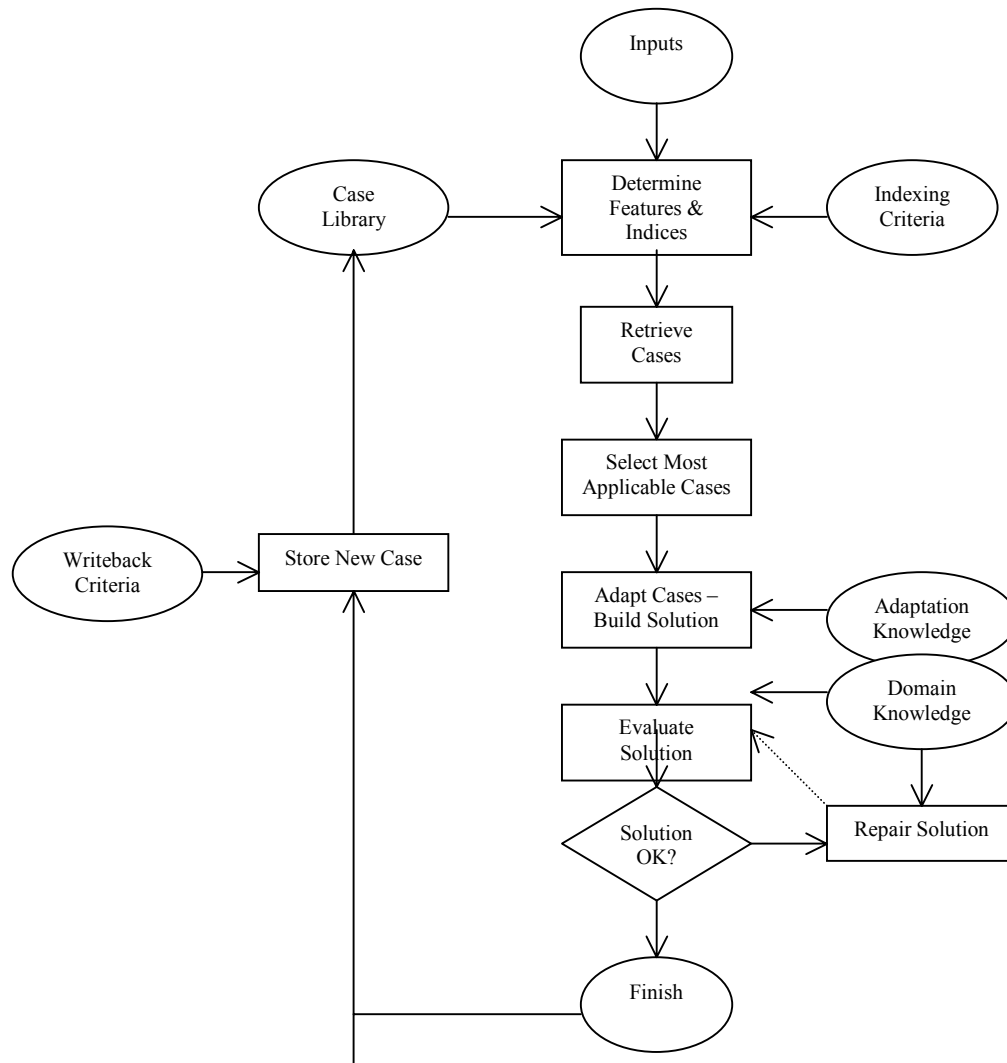 Inputs
Case
Library
Determine
Features &
Indices
Indexing
Criteria
Retrieve
Cases
Select Most
Applicable Cases
Writeback
Criteria
Store New Case
Adapt Cases –
Build Solution
Adaptation
Knowledge
Domain
Knowledge
Evaluate
Solution
Solution
OK?
Repair Solution
Finish